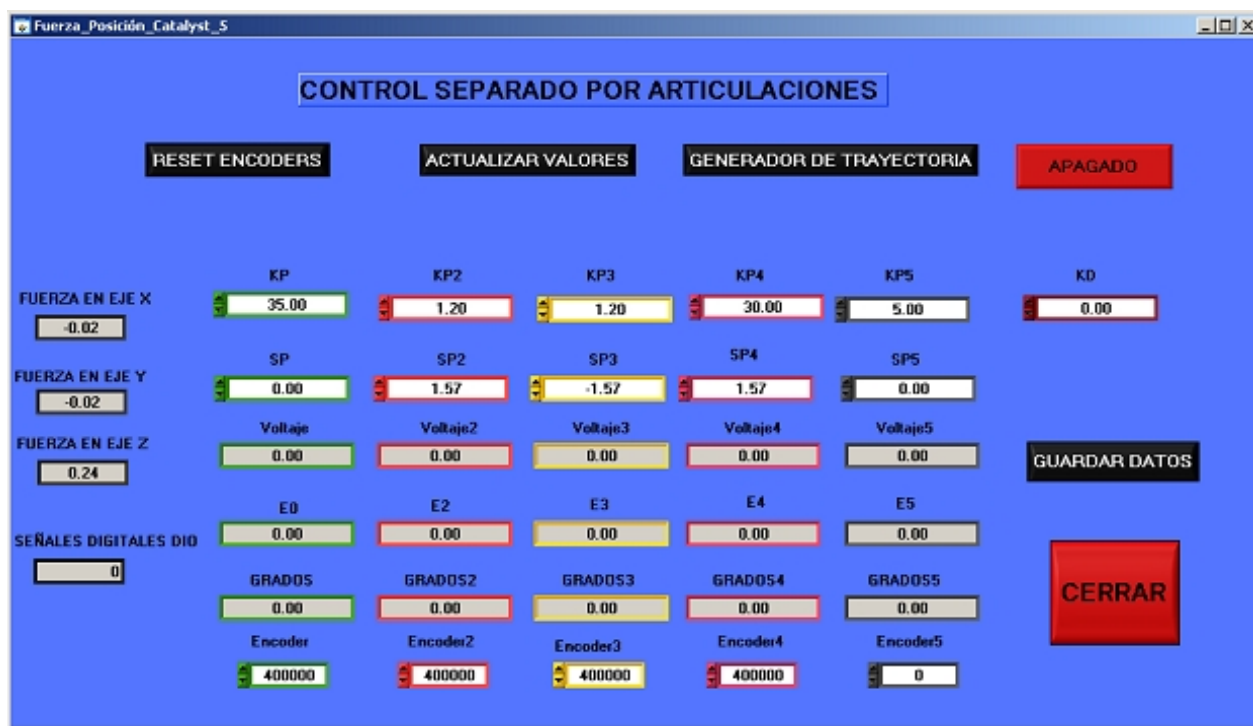 Fuerza_Posición_Catalyst_5
CONTROL SEPARADO POR ARTICULACIONES
RESET ENCODERS ACTUALIZAR VALORES GENERADOR DE TRAYECTORIA APAGADO
KP KP2 KP3 KP4 KP5 KD
FUERZA EN EJE X 35.00 1.20 1.20 30.00 5.00 0.00
-0.02
SP SP2 SP3 SP4 SP5
FUERZA EN EJE Y 0.00 1.57 -1.57 1.57 0.00
-0.02
Voltaje Voltaje2 Voltaje3 Voltaje4 Voltaje5
FUERZA EN EJE Z 0.00 0.00 0.00 0.00 0.00 GUARDAR DATOS
0.24
E0 E2 E3 E4 E5
SEÑALES DIGITALES DIO 0.00 0.00 0.00 0.00 0.00
0
GRADOS GRADOS2 GRADOS3 GRADOS4 GRADOS5 CERRAR
0.00 0.00 0.00 0.00 0.00
Encoder Encoder2 Encoder3 Encoder4 Encoder5
400000 400000 400000 400000 0